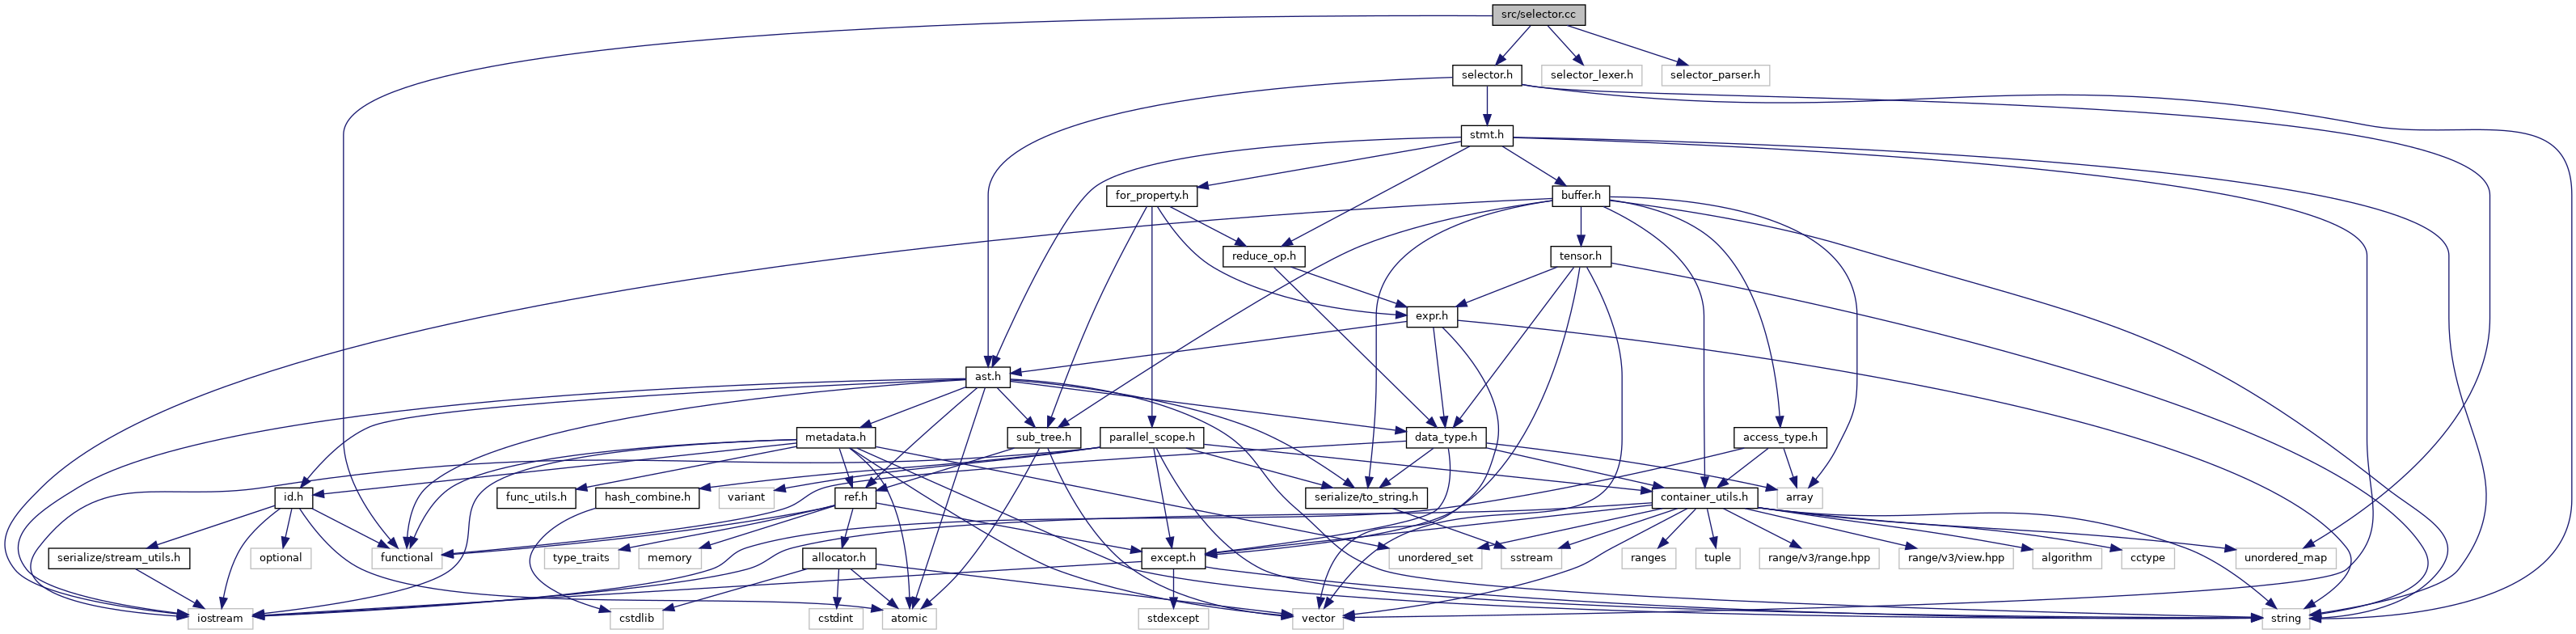 src/selector.cc
selector.h
selector_lexer.h
selector_parser.h
stmt.h
for_property.h
buffer.h
reduce_op.h
tensor.h
expr.h
ast.h
metadata.h
sub_tree.h
parallel_scope.h
data_type.h
access_type.h
id.h
func_utils.h
hash_combine.h
variant
ref.h
serialize/to_string.h
container_utils.h
array
serialize/stream_utils.h
optional
functional
type_traits
memory
allocator.h
except.h
unordered_set
sstream
ranges
tuple
range/v3/range.hpp
range/v3/view.hpp
algorithm
cctype
unordered_map
iostream
cstdlib
cstdint
atomic
stdexcept
vector
string